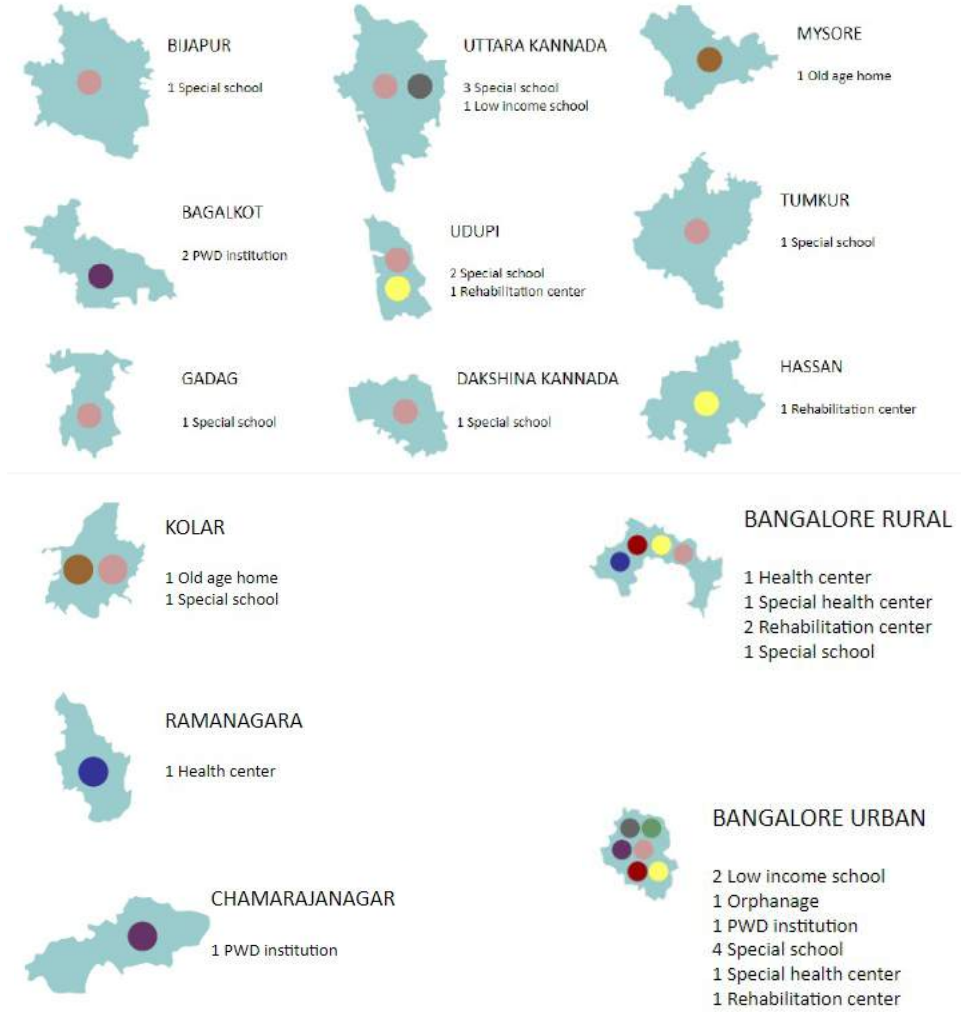 BIJAPUR
1 Special school
UTTARA KANNADA
3 Special school
1 Low income school
MYSORE
1 Old age home
BAGALKOT
2 PWD institution
UDUPI
2 Special school
1 Rehabilitation center
TUMKUR
1 Special school
GADAG
1 Special school
DAKSHINA KANNADA
1 Special school
HASSAN
1 Rehabilitation center
KOLAR
1 Old age home
1 Special school
BANGALORE RURAL
1 Health center
1 Special health center
2 Rehabilitation center
1 Special school
RAMANAGARA
1 Health center
BANGALORE URBAN
2 Low income school
1 Orphanage
1 PWD institution
4 Special school
1 Special health center
1 Rehabilitation center
CHAMARAJANAGAR
1 PWD institution